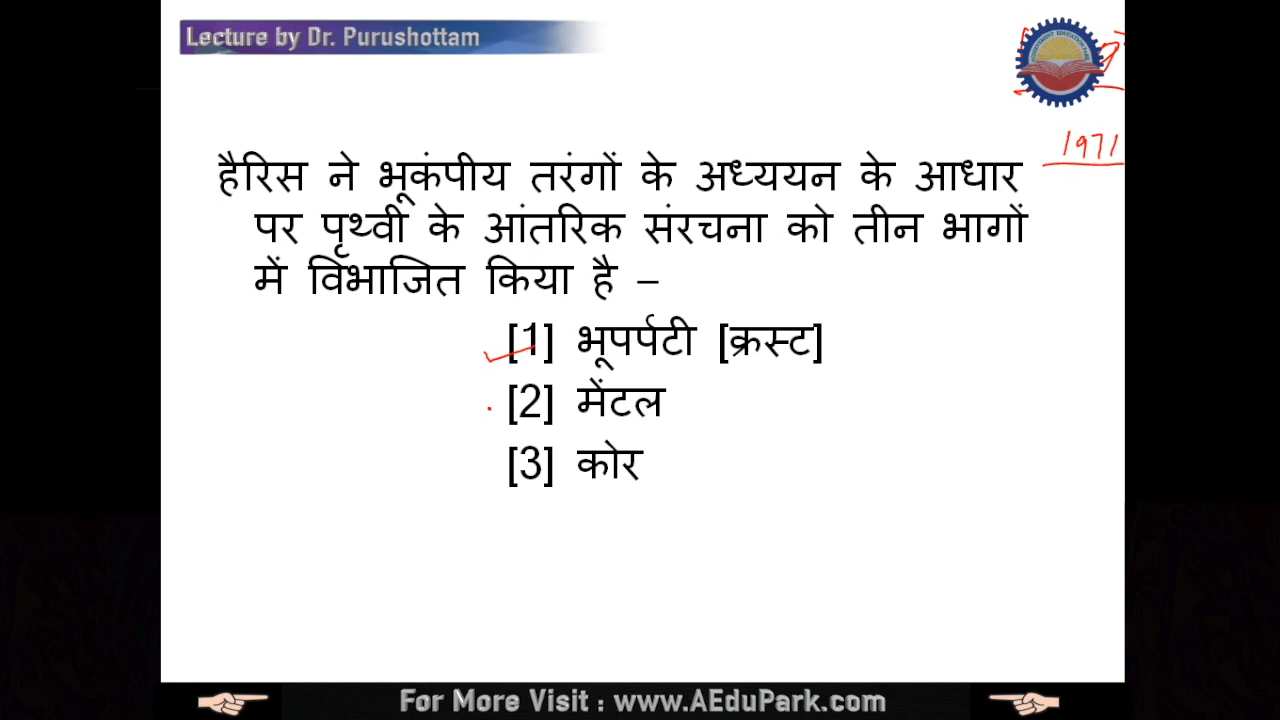 Lecture by Dr. Purushottam
1971
हैरिस ने भूकंपीय तरंगों के अध्ययन के आधार
पर पृथ्वी के आंतरिक संरचना को तीन भागों
में विभाजित किया है –
[1] भूपर्पटी [क्रस्ट]
[2] मेंटल
[3] कोर
For More Visit : www.AEduPark.com